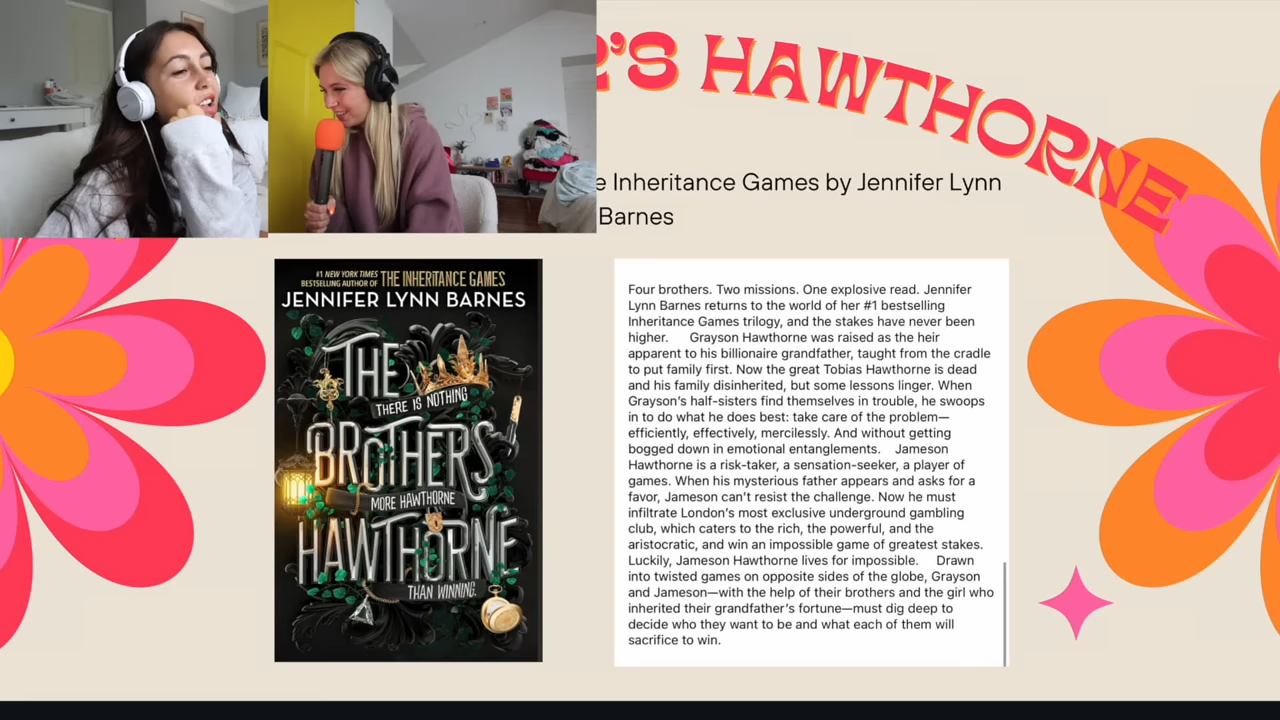 'S HAWTHORNE
e Inheritance Games by Jennifer Lynn
Barnes
#1 NEW YORK TIMES
BESTSELLING AUTHOR OF THE INHERITANCE GAMES
JENNIFER LYNN BARNES
THE
THERE IS NOTHING
BROTHERS
MORE HAWTHORNE
HAWTHORNE
THAN WINNING.
Four brothers. Two missions. One explosive read. Jennifer
Lynn Barnes returns to the world of her #1 bestselling
Inheritance Games trilogy, and the stakes have never been
higher. Grayson Hawthorne was raised as the heir
apparent to his billionaire grandfather, taught from the cradle
to put family first. Now the great Tobias Hawthorne is dead
and his family disinherited, but some lessons linger. When
Grayson's half-sisters find themselves in trouble, he swoops
in to do what he does best: take care of the problem—
efficiently, effectively, mercilessly. And without getting
bogged down in emotional entanglements. Jameson
Hawthorne is a risk-taker, a sensation-seeker, a player of
games. When his mysterious father appears and asks for a
favor, Jameson can't resist the challenge. Now he must
infiltrate London's most exclusive underground gambling
club, which caters to the rich, the powerful, and the
aristocratic, and win an impossible game of greatest stakes.
Luckily, Jameson Hawthorne lives for impossible. Drawn
into twisted games on opposite sides of the globe, Grayson
and Jameson—with the help of their brothers and the girl who
inherited their grandfather's fortune—must dig deep to
decide who they want to be and what each of them will
sacrifice to win.